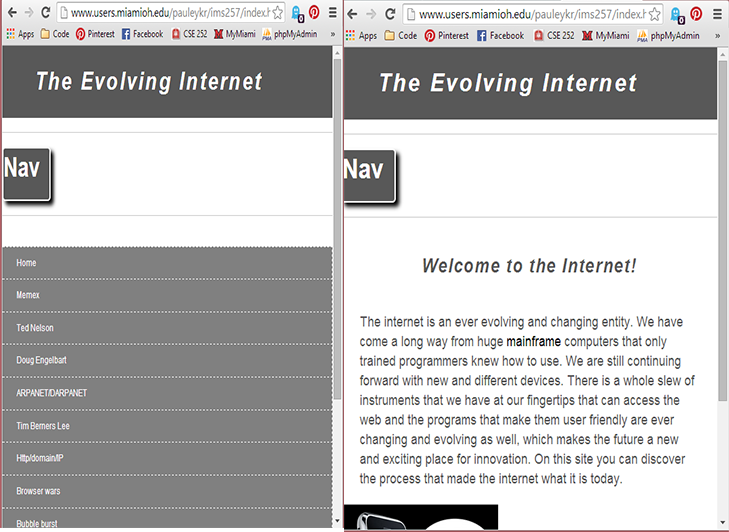 www.users.miamioh.edu/pauleykr/ims257/index.h
Apps Code Pinterest Facebook CSE 252 MyMiami phpMyAdmin »
The Evolving Internet
Nav
Home
Memex
Ted Nelson
Doug Engelbart
ARPANET/DARPANET
Tim Berners Lee
Http/domain/IP
Browser wars
Bubble burst
www.users.miamioh.edu/pauleykr/ims257/index.h
Apps Code Pinterest Facebook CSE 252 MyMiami phpMyAdmin »
The Evolving Internet
Nav
Welcome to the Internet!
The internet is an ever evolving and changing entity. We have
come a long way from huge mainframe computers that only
trained programmers knew how to use. We are still continuing
forward with new and different devices. There is a whole slew of
instruments that we have at our fingertips that can access the
web and the programs that make them user friendly are ever
changing and evolving as well, which makes the future a new
and exciting place for innovation. On this site you can discover
the process that made the internet what it is today.